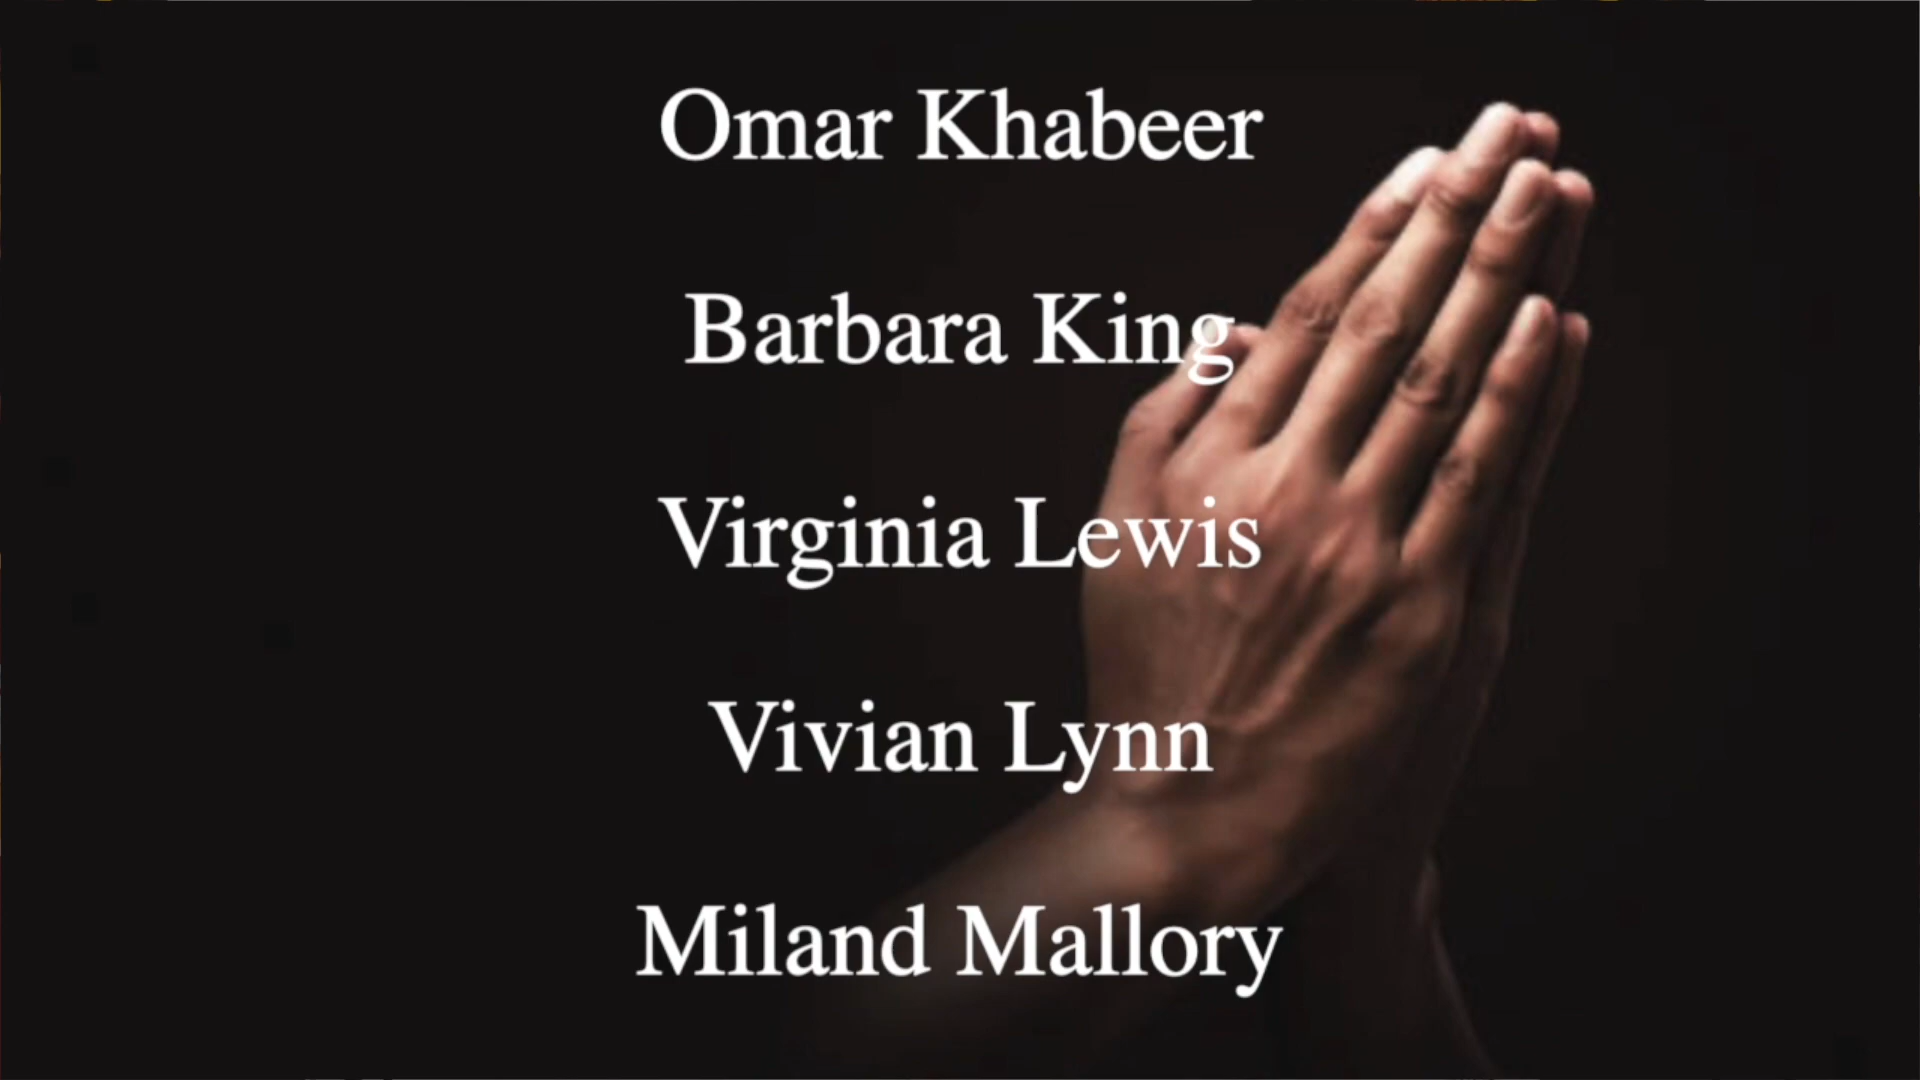 Omar Khabeer
Barbara King
Virginia Lewis
Vivian Lynn
Miland Mallory